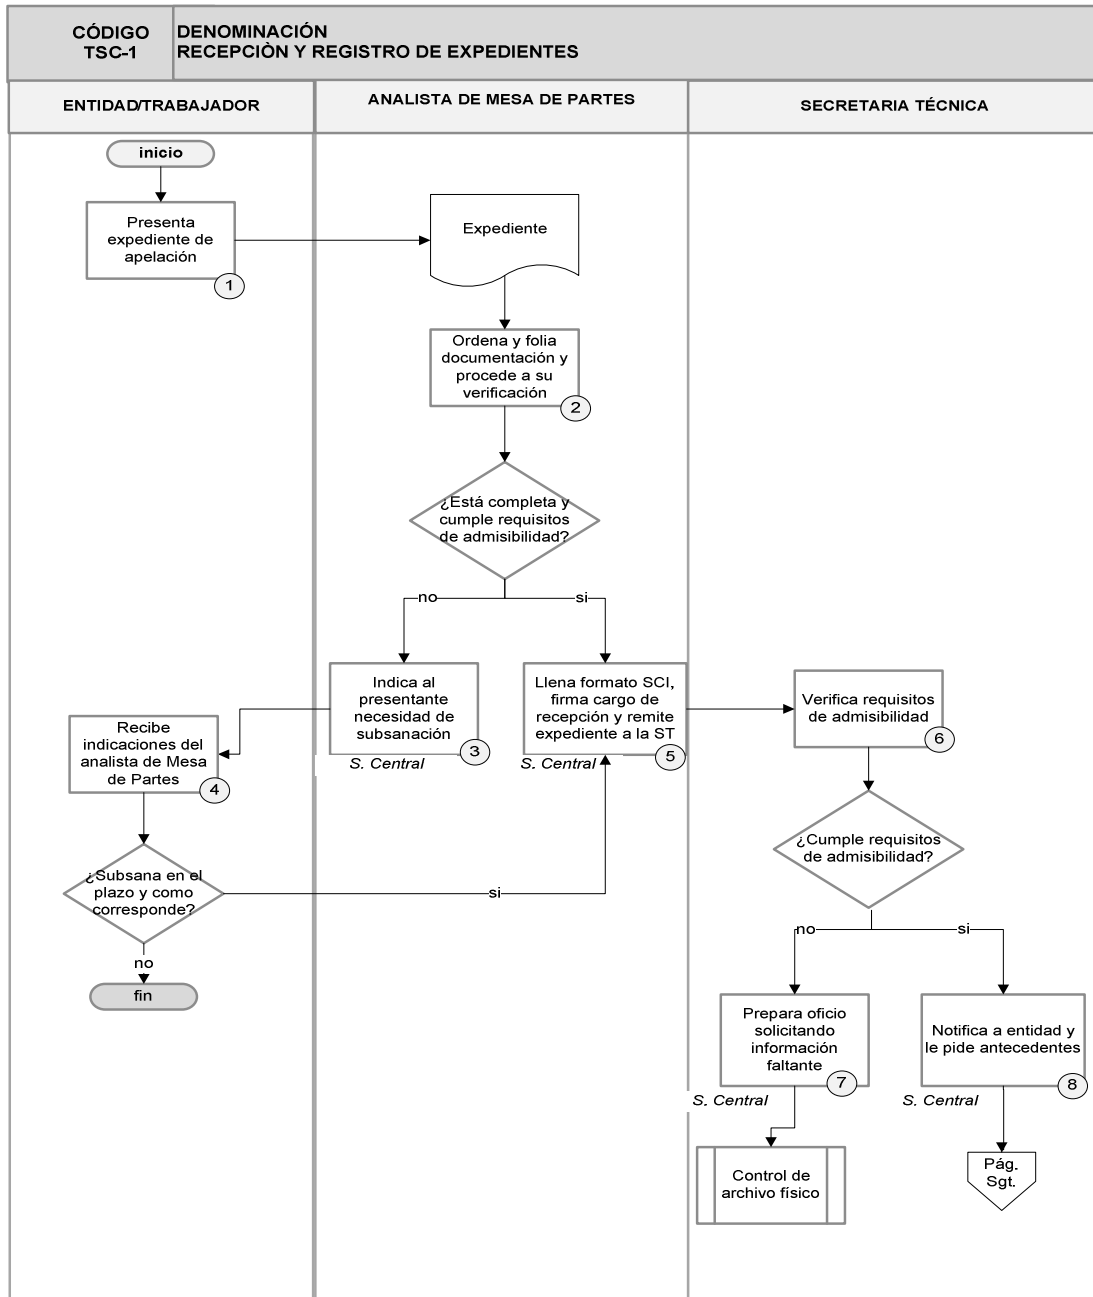 CÓDIGO
TSC-1
DENOMINACIÓN
RECEPCIÒN Y REGISTRO DE EXPEDIENTES
ENTIDAD/TRABAJADOR
ANALISTA DE MESA DE PARTES
SECRETARIA TÉCNICA
inicio
Presenta
expediente de
apelación
1
Expediente
Ordena y folia
documentación y
procede a su
verificación
2
¿Está completa y
cumple requisitos
de admisibilidad?
no
si
Indica al
presentante
necesidad de
subsanación
3
S. Central
Llena formato SCI,
firma cargo de
recepción y remite
expediente a la ST
5
S. Central
Verifica requisitos
de admisibilidad
6
Recibe
indicaciones del
analista de Mesa
de Partes
4
¿Subsana en el
plazo y como
corresponde?
si
no
fin
¿Cumple requisitos
de admisibilidad?
no
si
Prepara oficio
solicitando
información
faltante
7
S. Central
Notifica a entidad y
le pide antecedentes
8
S. Central
Control de
archivo físico
Pág.
Sgt.